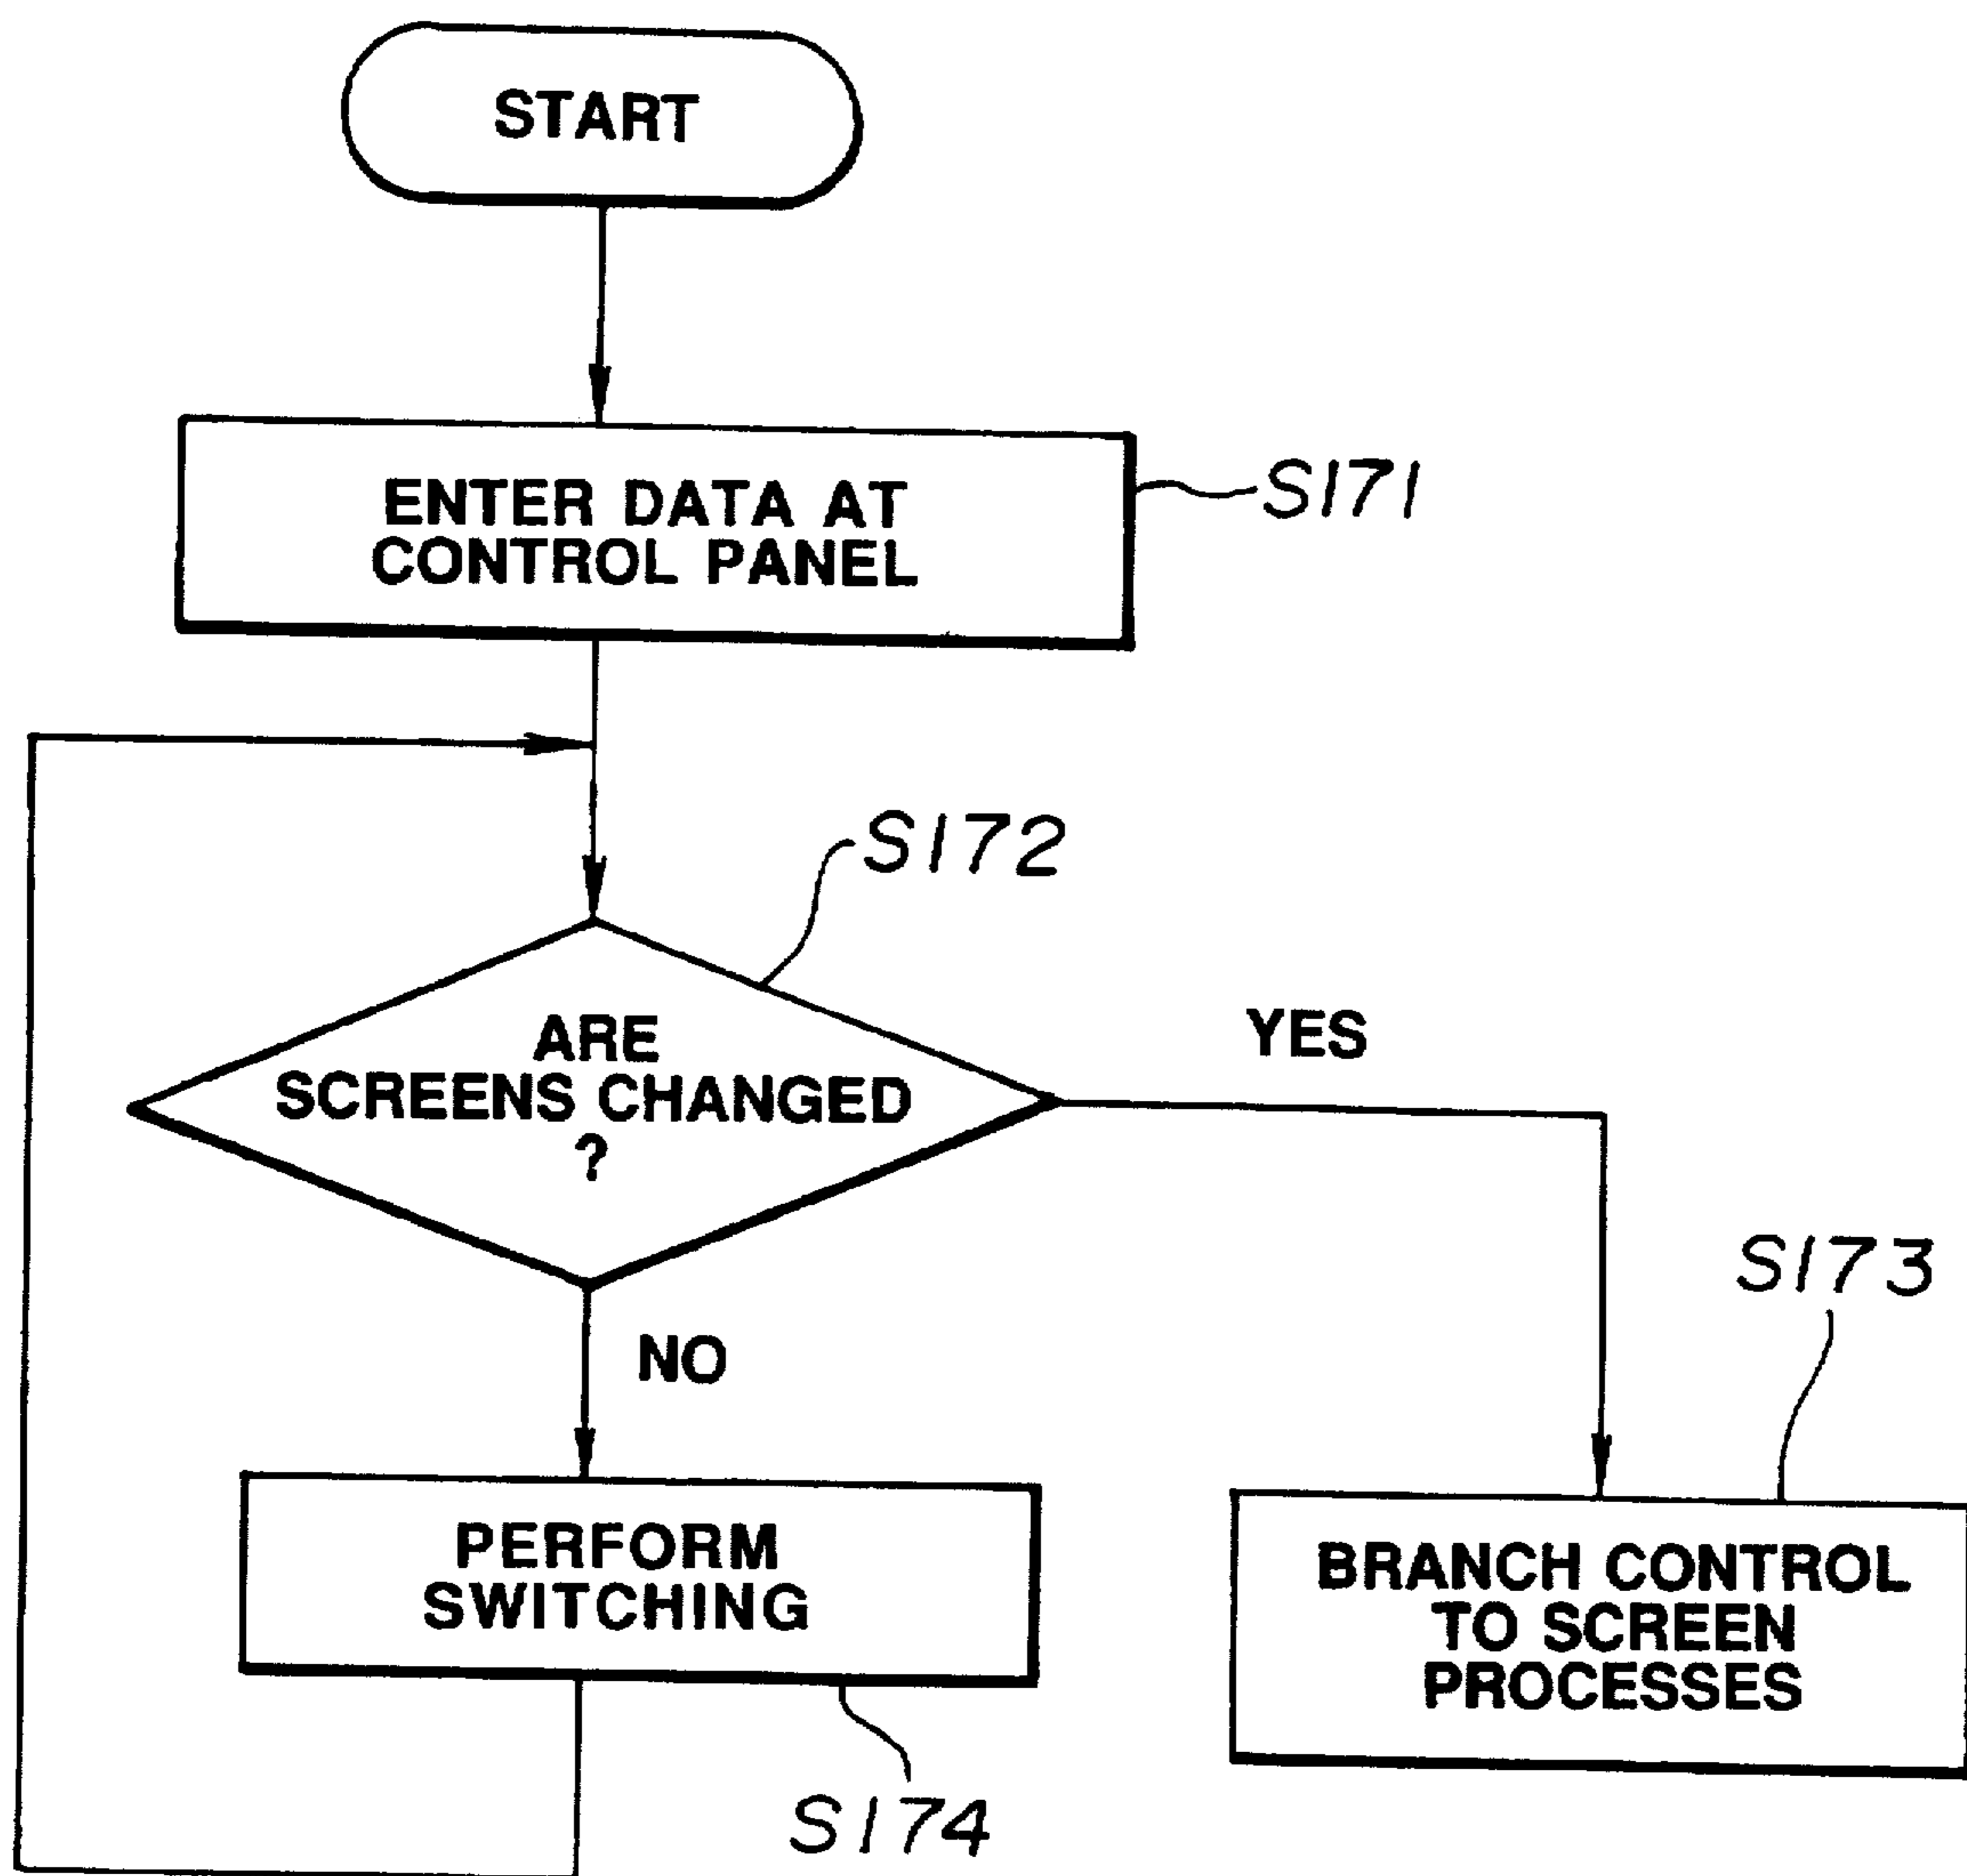 START
ENTER DATA AT
CONTROL PANEL
S171
S172
ARE
SCREENS CHANGED
?
YES
NO
S173
PERFORM
SWITCHING
BRANCH CONTROL
TO SCREEN
PROCESSES
S174